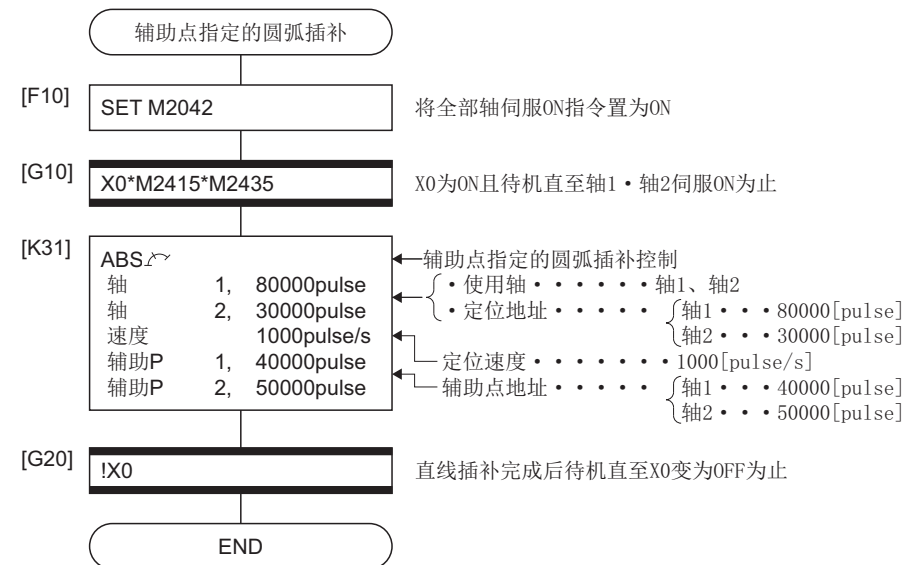 辅助点指定的圆弧插补
[F10]
SET M2042
将全部轴伺服ON指令置为ON
[G10]
X0*M2415*M2435
X0为ON且待机直至轴1・轴2伺服ON为止
[K31]
ABS
辅助点指定的圆弧插补控制
轴 1, 80000pulse
・使用轴・・・・・・轴1、轴2
轴 2, 30000pulse
・定位地址・・・・・ 轴1・・・80000[pulse]
轴2・・・30000[pulse]
速度 1000pulse/s
定位速度・・・・・・・1000[pulse/s]
辅助P 1, 40000pulse
辅助P 2, 50000pulse
辅助点地址・・・・・ 轴1・・・40000[pulse]
轴2・・・50000[pulse]
[G20]
!X0
直线插补完成后待机直至X0变为OFF为止
END